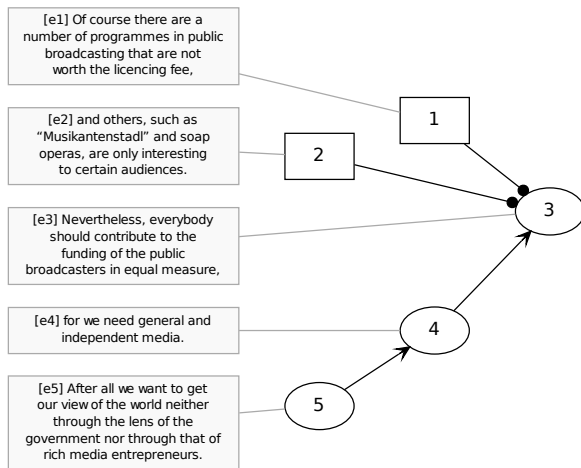 [e1] Of course there are a
number of programmes in public
broadcasting that are not
worth the licencing fee,
1
[e2] and others, such as
“Musikantenstadl” and soap
operas, are only interesting
to certain audiences.
2
[e3] Nevertheless, everybody
should contribute to the
funding of the public
broadcasters in equal measure,
3
[e4] for we need general and
independent media.
4
[e5] After all we want to get
our view of the world neither
through the lens of the
government nor through that of
rich media entrepreneurs.
5